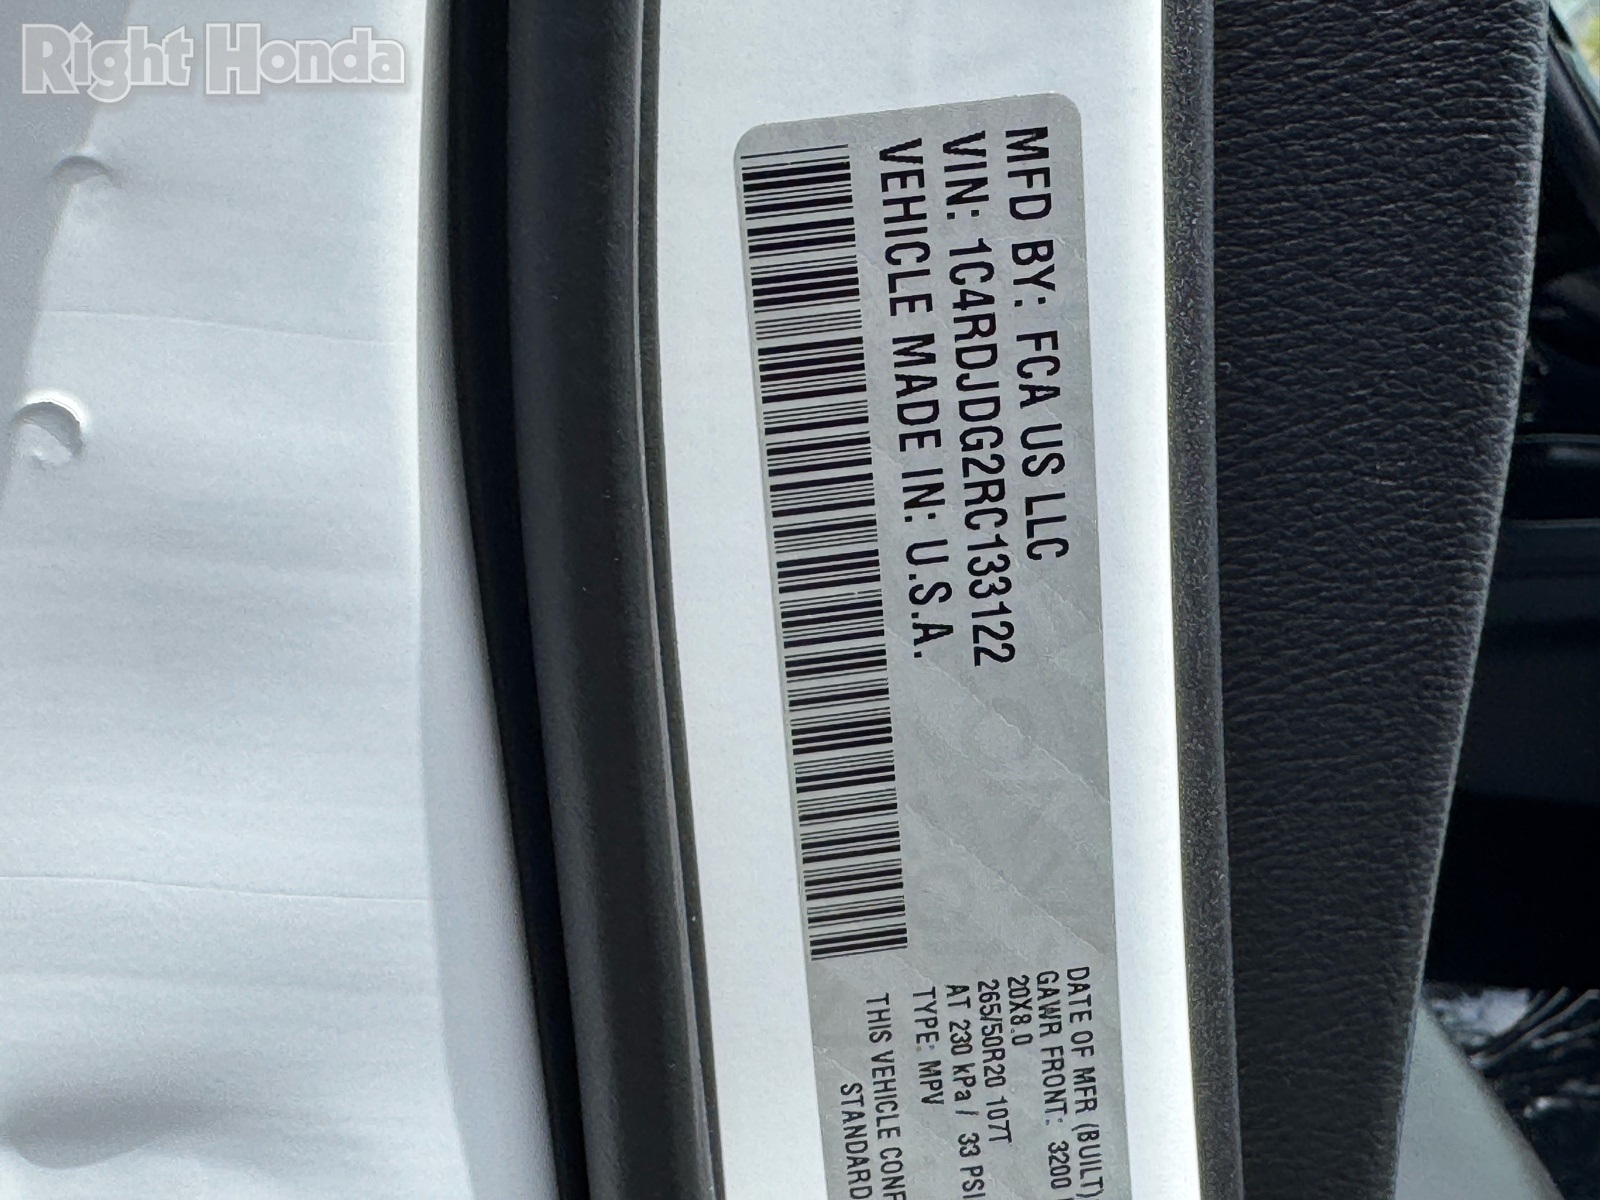 Right Honda
MFD BY: FCA US LLC
VIN: 1C4RDJDG2RC133122
VEHICLE MADE IN: U.S.A.
DATE OF MFR (BUILT)
GAWR FRONT: 3200
20X8.0
265/50R20 107T
AT 230 kPa / 33 PSI
TYPE: MPV
THIS VEHICLE CONF
STANDARD